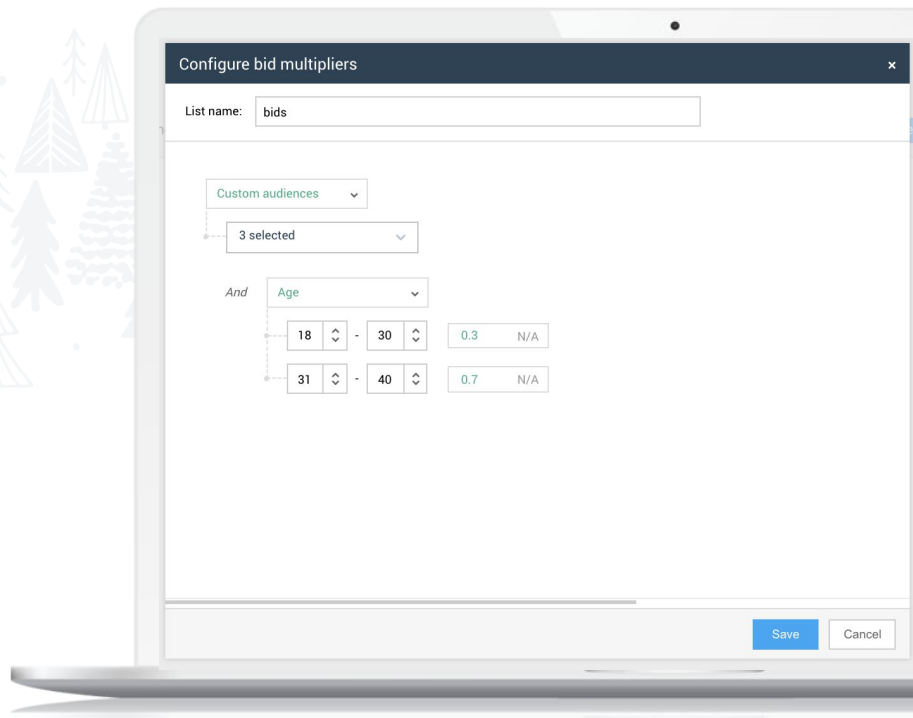 Configure bid multipliers ×
List name: bids
Custom audiences
3 selected
And Age
18 - 30 0.3 N/A
31 - 40 0.7 N/A
Save Cancel